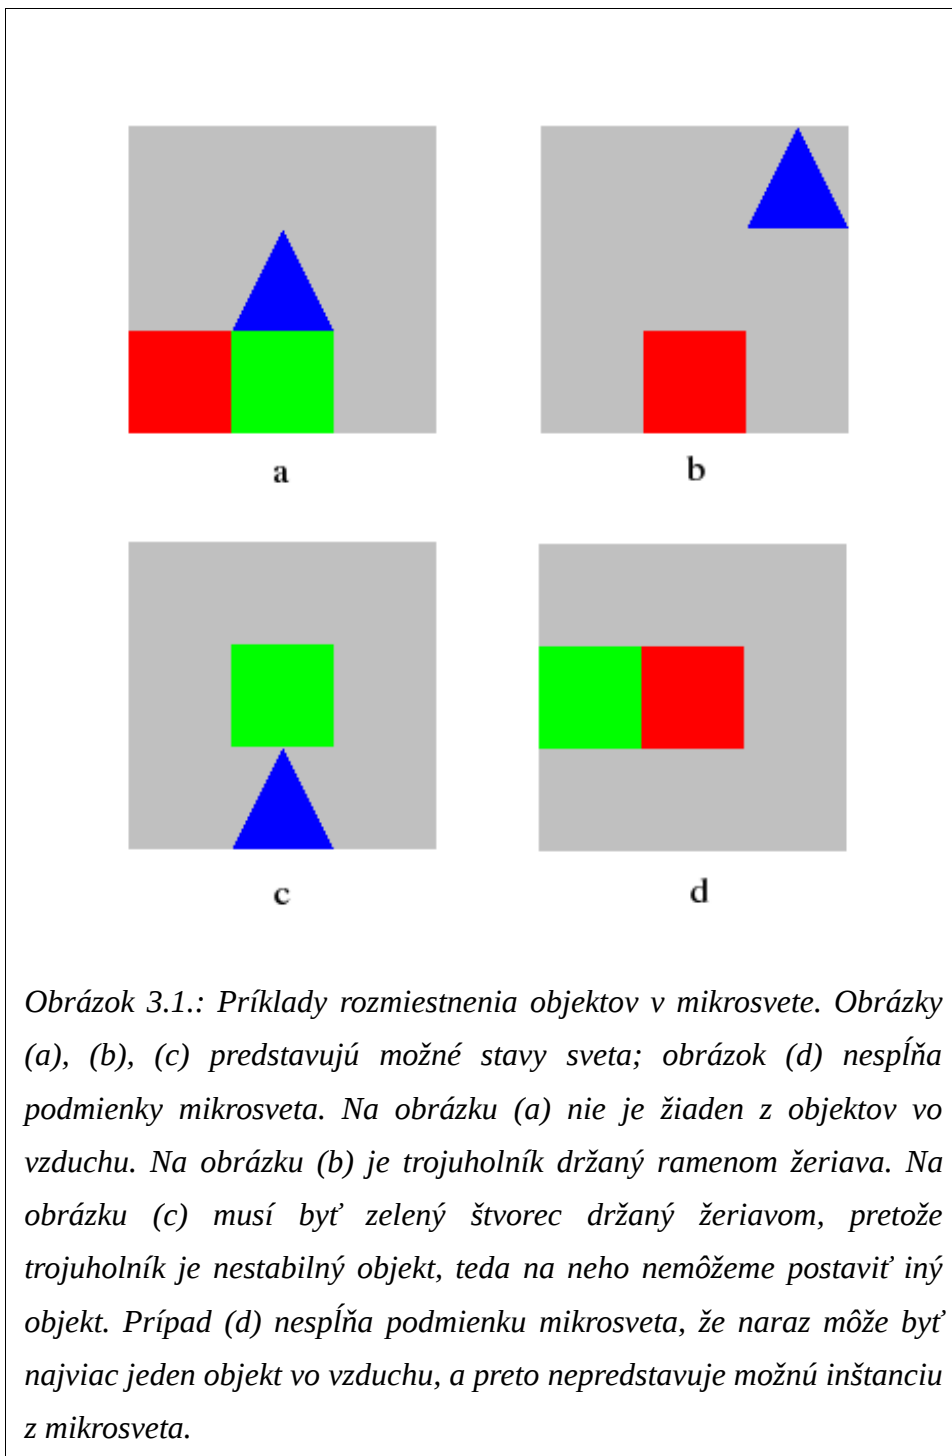 a
b
c
d
Obrázok 3.1.: Príklady rozmiestnenia objektov v mikrosvete. Obrázky
(a), (b), (c) predstavujú možné stavy sveta; obrázok (d) nespĺňa
podmienky mikrosveta. Na obrázku (a) nie je žiaden z objektov vo
vzduchu. Na obrázku (b) je trojuholník držaný ramenom žeriava. Na
obrázku (c) musí byť zelený štvorec držaný žeriavom, pretože
trojuholník je nestabilný objekt, teda na neho nemôžeme postaviť iný
objekt. Prípad (d) nespĺňa podmienku mikrosveta, že naraz môže byť
najviac jeden objekt vo vzduchu, a preto nepredstavuje možnú inštanciu
z mikrosveta.